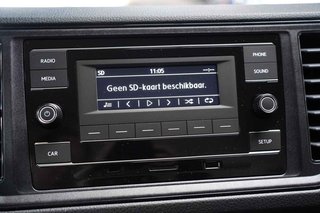 RADIO
PHONE
SD 11:05
MEDIA
SOUND
Geen SD-kaart beschikbaar.
CAR
SETUP